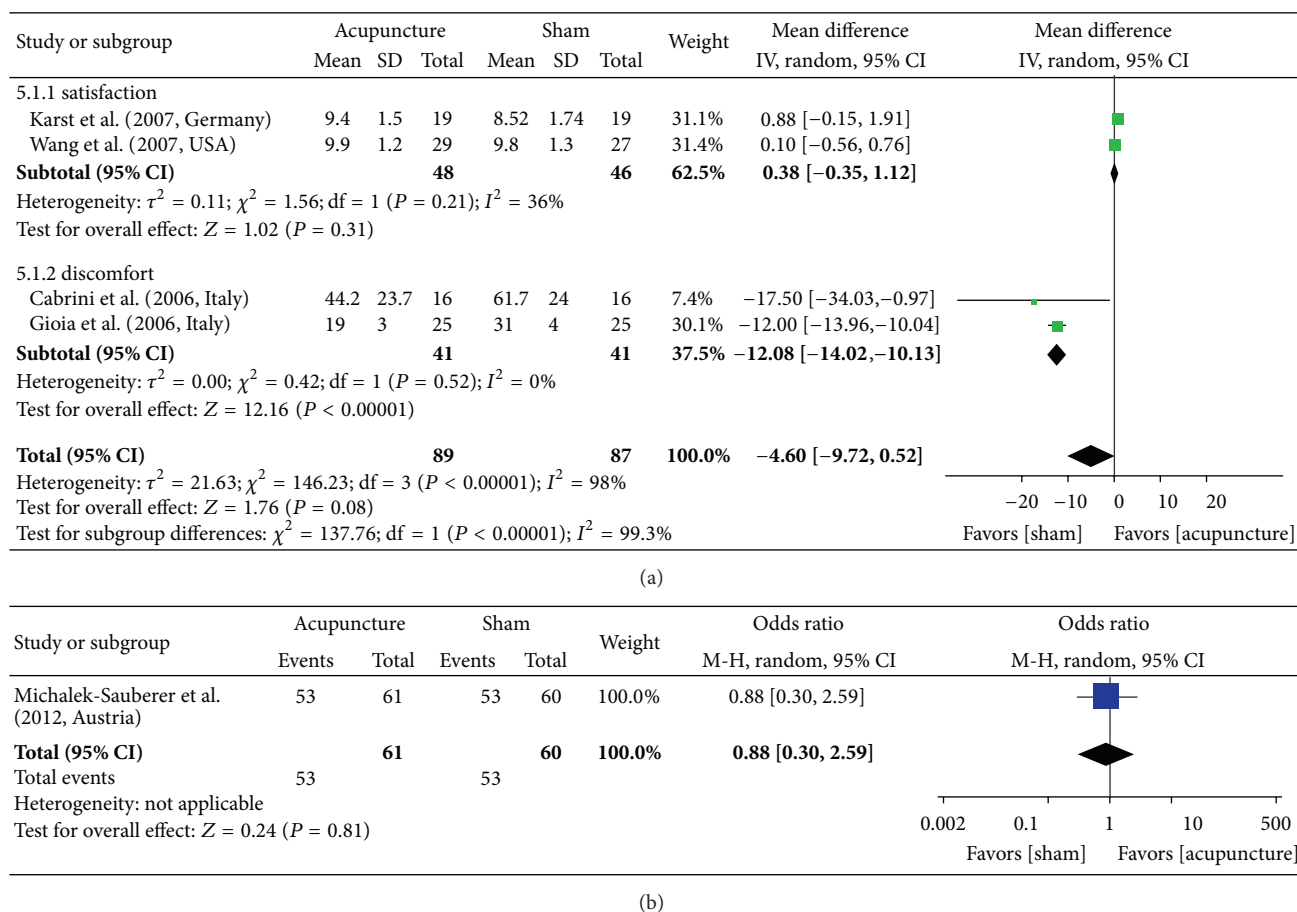 Study or subgroup Acupuncture Sham Weight Mean difference Mean difference
Mean SD Total Mean SD Total IV, random, 95% CI IV, random, 95% CI
5.1.1 satisfaction
Karst et al. (2007, Germany) 9.4 1.5 19 8.52 1.74 19 31.1% 0.88 [−0.15, 1.91]
Wang et al. (2007, USA) 9.9 1.2 29 9.8 1.3 27 31.4% 0.10 [−0.56, 0.76]
Subtotal (95% CI) 48 46 62.5% 0.38 [−0.35, 1.12]
Heterogeneity: τ² = 0.11; χ² = 1.56; df = 1 (P = 0.21); I² = 36%
Test for overall effect: Z = 1.02 (P = 0.31)
5.1.2 discomfort
Cabrini et al. (2006, Italy) 44.2 23.7 16 61.7 24 16 7.4% −17.50 [−34.03,−0.97]
Gioia et al. (2006, Italy) 19 3 25 31 4 25 30.1% −12.00 [−13.96,−10.04]
Subtotal (95% CI) 41 41 37.5% −12.08 [−14.02,−10.13]
Heterogeneity: τ² = 0.00; χ² = 0.42; df = 1 (P = 0.52); I² = 0%
Test for overall effect: Z = 12.16 (P < 0.00001)
Total (95% CI) 89 87 100.0% −4.60 [−9.72, 0.52]
Heterogeneity: τ² = 21.63; χ² = 146.23; df = 3 (P < 0.00001); I² = 98%
Test for overall effect: Z = 1.76 (P = 0.08)
−20 −10 0 10 20
Test for subgroup differences: χ² = 137.76; df = 1 (P < 0.00001); I² = 99.3%
Favors [sham] Favors [acupuncture]
(a)
Study or subgroup Acupuncture Sham Weight Odds ratio Odds ratio
Events Total Events Total M-H, random, 95% CI M-H, random, 95% CI
Michalek-Sauberer et al. 53 61 53 60 100.0% 0.88 [0.30, 2.59]
(2012, Austria)
Total (95% CI) 61 60 100.0% 0.88 [0.30, 2.59]
Total events 53 53
Heterogeneity: not applicable
Test for overall effect: Z = 0.24 (P = 0.81)
0.002 0.1 1 10 500
Favors [sham] Favors [acupuncture]
(b)